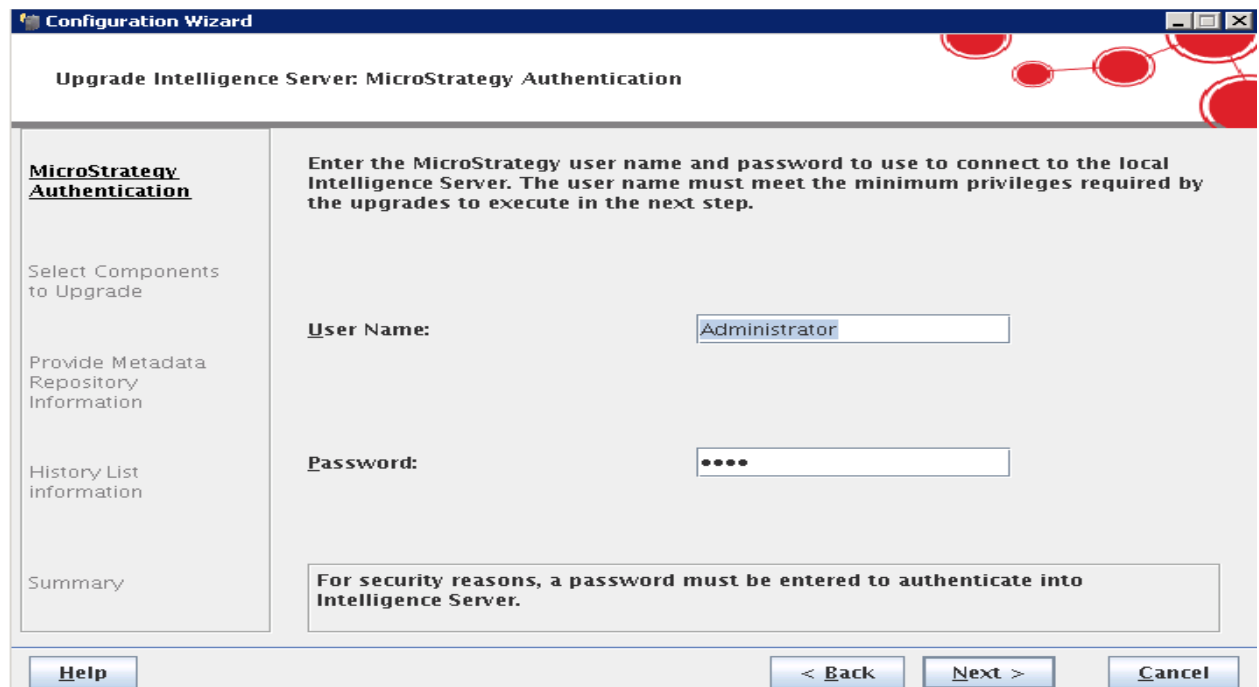 Configuration Wizard
Upgrade Intelligence Server: MicroStrategy Authentication
MicroStrategy
Authentication
Select Components
to Upgrade
Provide Metadata
Repository
Information
History List
information
Summary
Enter the MicroStrategy user name and password to use to connect to the local
Intelligence Server. The user name must meet the minimum privileges required by
the upgrades to execute in the next step.
User Name:
Administrator
Password:
••••
For security reasons, a password must be entered to authenticate into
Intelligence Server.
Help
< Back
Next >
Cancel